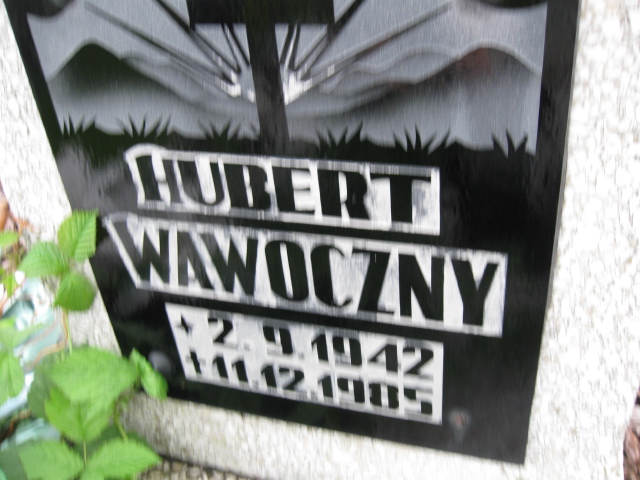 HUBERT
WAWOCZNY
* 2.9.1942
† 11.12.1985